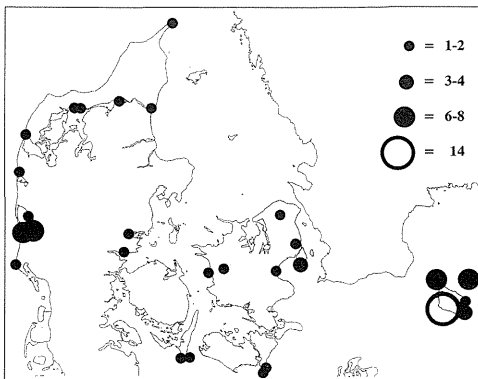 = 1-2
= 3-4
= 6-8
= 14